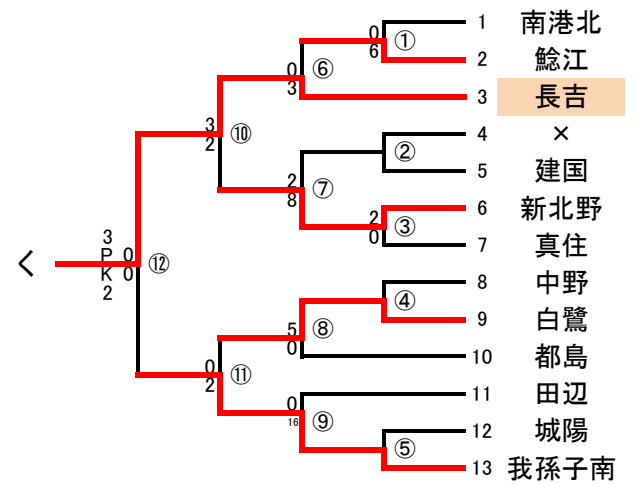 1 南港北
0
6
①
2 鯰江
0
3
⑥
3 長吉
3
2
⑩
4 ×
②
5 建国
2
8
⑦
6 新北野
2
0
③
7 真住
く
3
P
K
2
0
0
⑫
8 中野
④
9 白鷺
5
0
⑧
10 都島
0
2
⑪
11 田辺
0
16
⑨
12 城陽
⑤
13 我孫子南